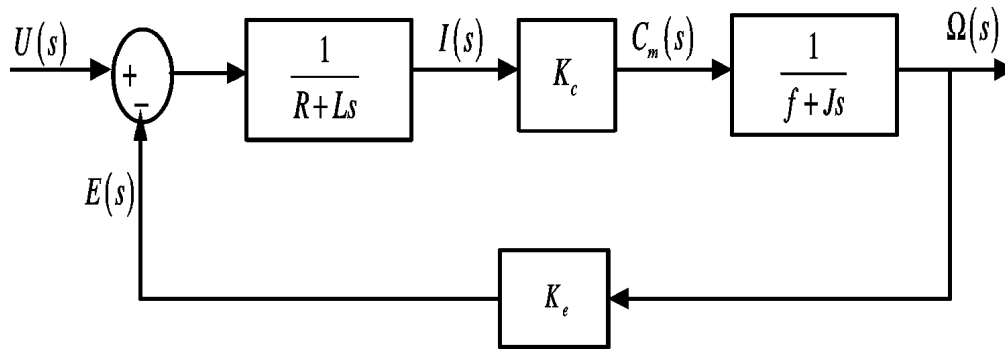 U(s)
+
−
1
R+Ls
I(s)
K_c
C_m(s)
1
f+Js
Ω(s)
E(s)
K_e